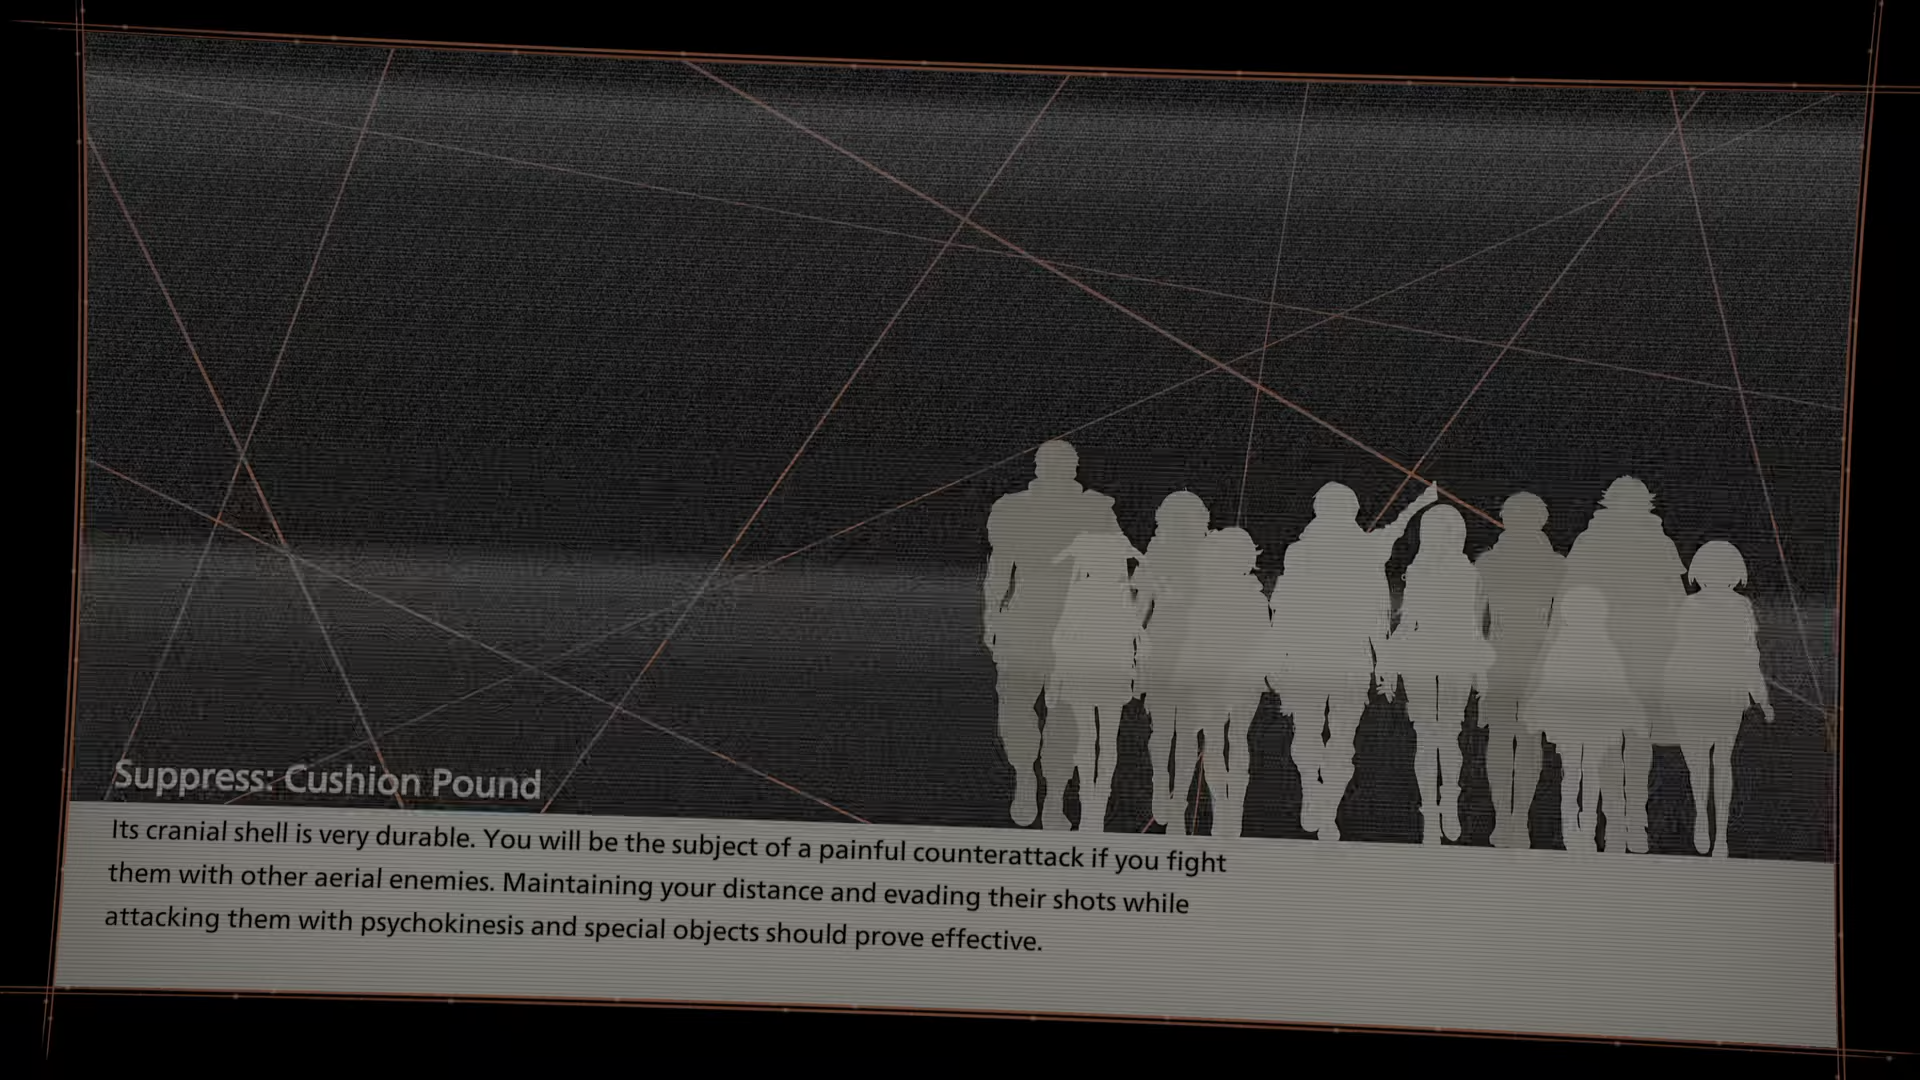 Suppress: Cushion Pound
Its cranial shell is very durable. You will be the subject of a painful counterattack if you fight
them with other aerial enemies. Maintaining your distance and evading their shots while
attacking them with psychokinesis and special objects should prove effective.